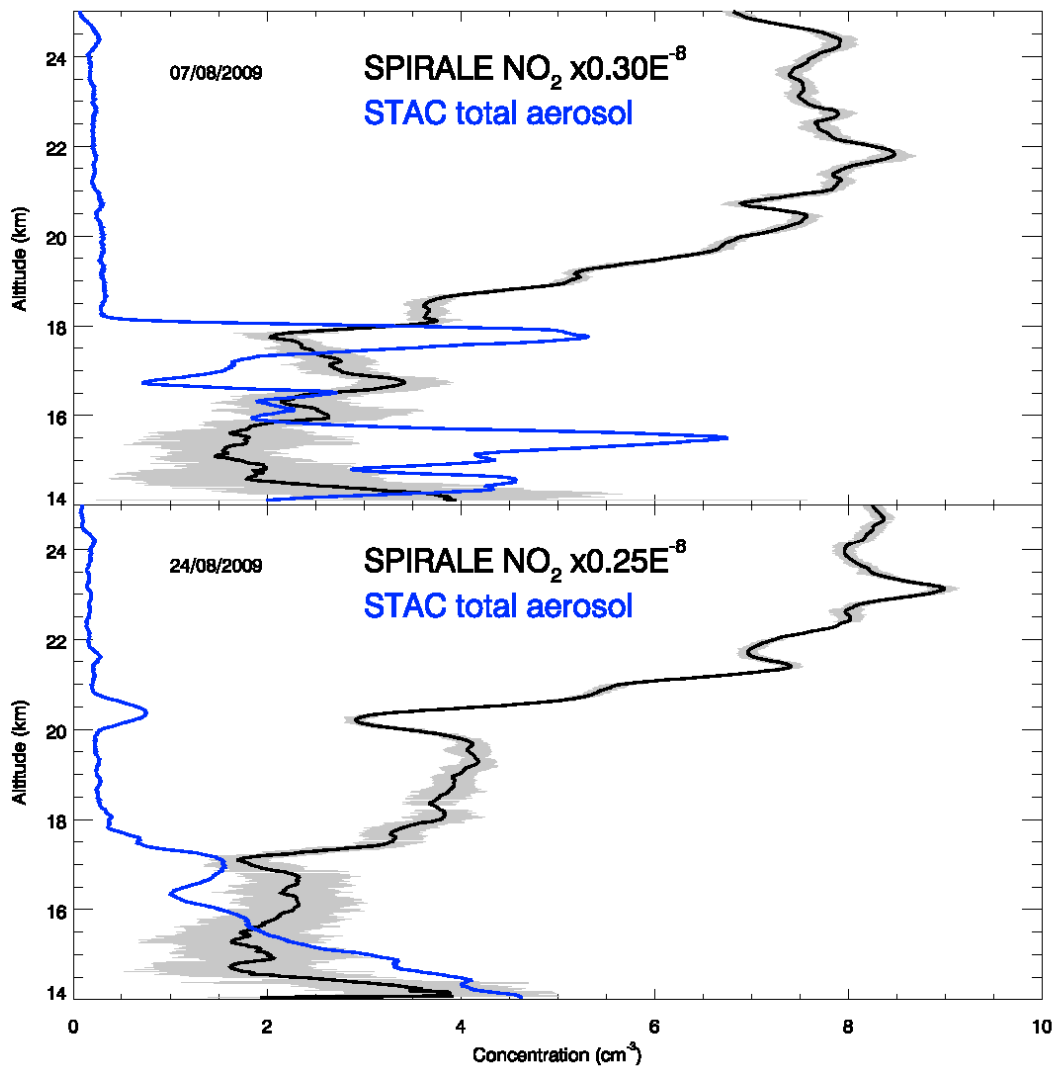 24
22
20
18
16
14
Altitude (km)
07/08/2009
SPIRALE NO2 x0.30E-8
STAC total aerosol
24
22
20
18
16
14
Altitude (km)
24/08/2009
SPIRALE NO2 x0.25E-8
STAC total aerosol
0 2 4 6 8 10
Concentration (cm-3)